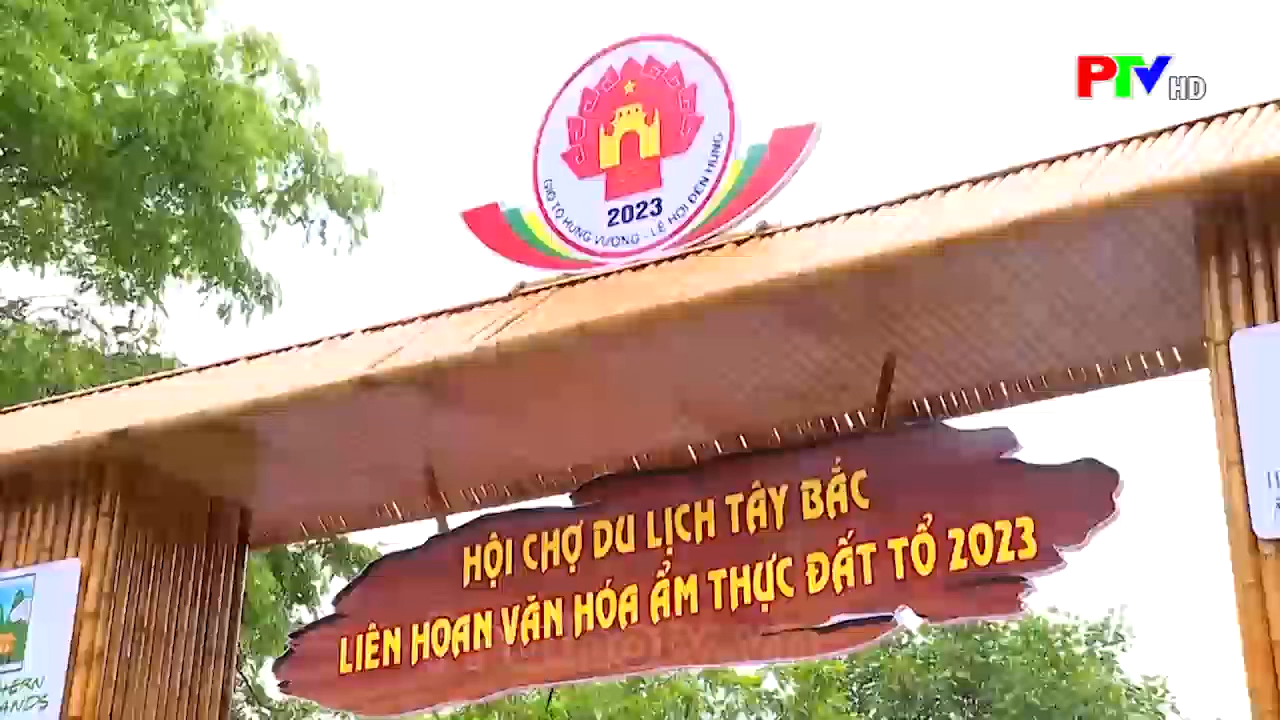 PTV HD
2023
GIỖ TỔ HÙNG VƯƠNG - LỄ HỘI ĐỀN HÙNG
HỘI CHỢ DU LỊCH TÂY BẮC
LIÊN HOAN VĂN HÓA ẨM THỰC ĐẤT TỔ 2023